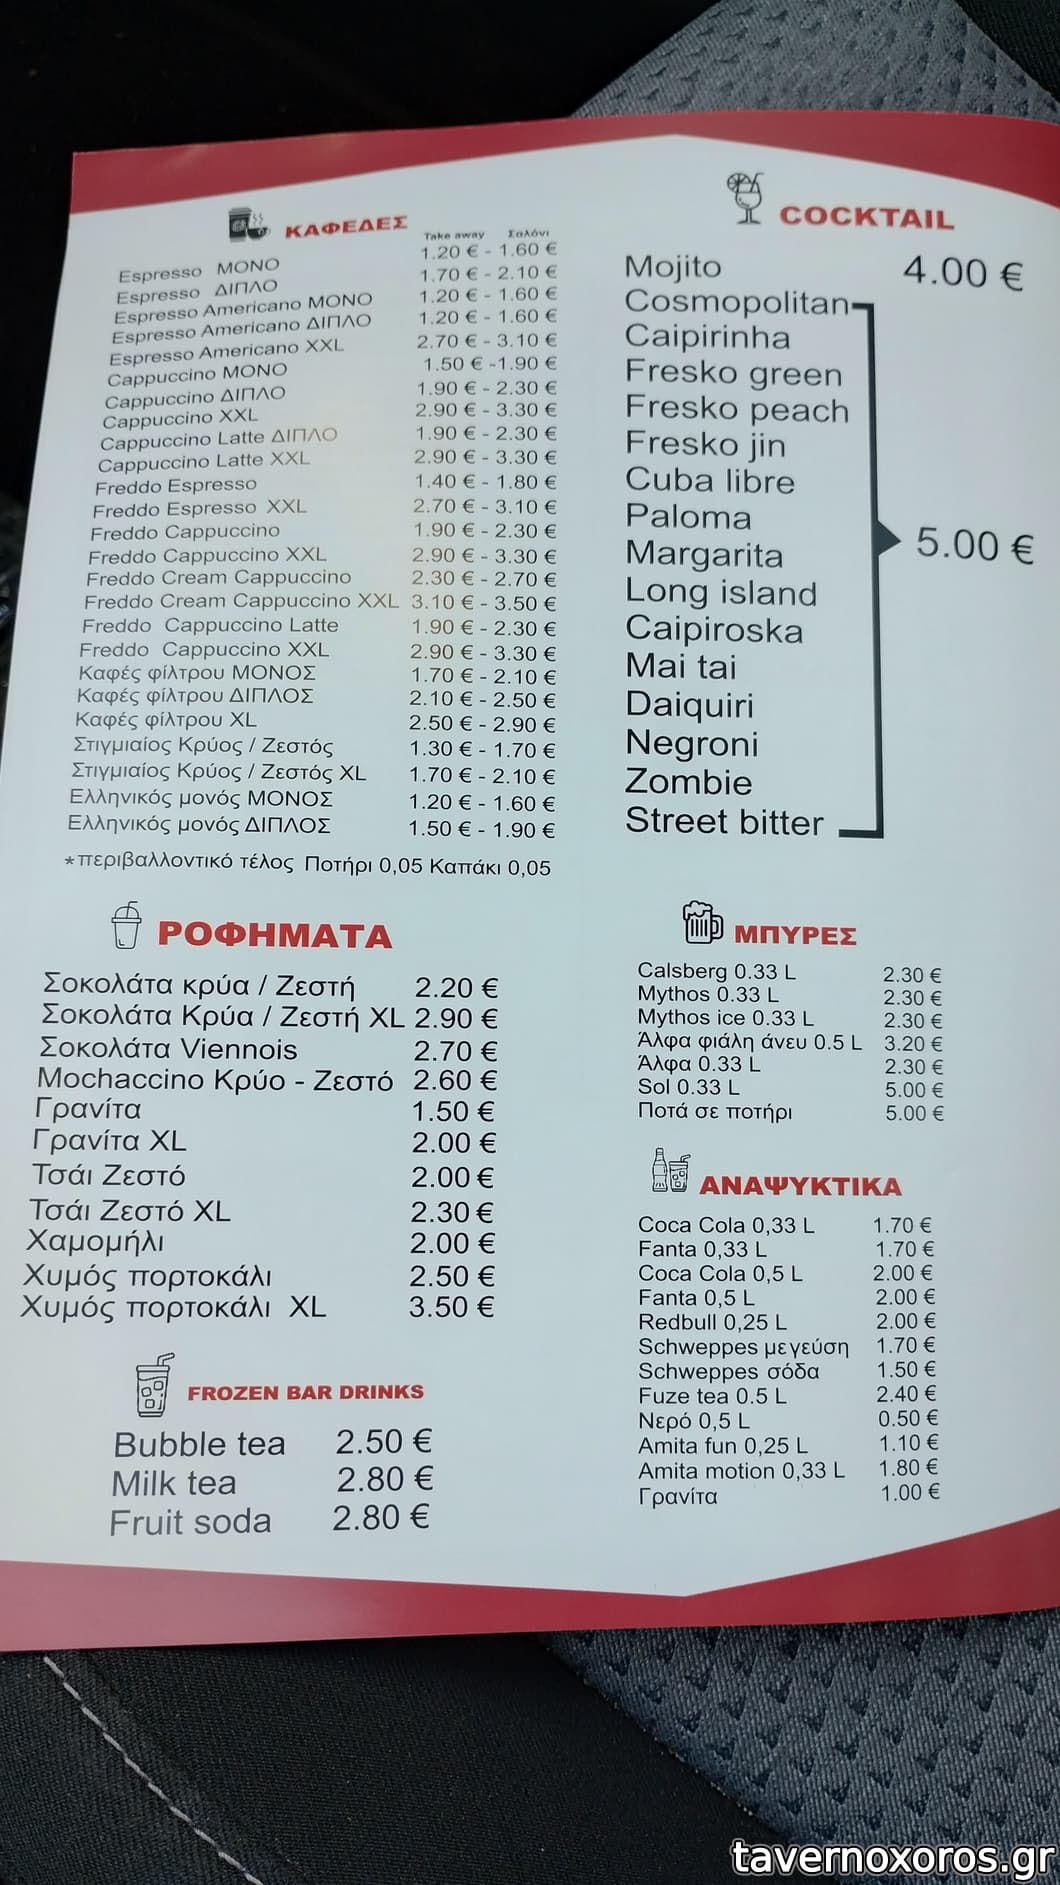 ΚΑΦΕΔΕΣ
Take away Σαλόνι
Espresso ΜΟΝΟ 1.20 € - 1.60 €
Espresso ΔΙΠΛΟ 1.70 € - 2.10 €
Espresso Americano ΜΟΝΟ 1.20 € - 1.60 €
Espresso Americano ΔΙΠΛΟ 1.20 € - 1.60 €
Espresso Americano XXL 2.70 € - 3.10 €
Cappuccino ΜΟΝΟ 1.50 € -1.90 €
Cappuccino ΔΙΠΛΟ 1.90 € - 2.30 €
Cappuccino XXL 2.90 € - 3.30 €
Cappuccino Latte ΔΙΠΛΟ 1.90 € - 2.30 €
Cappuccino Latte XXL 2.90 € - 3.30 €
Freddo Espresso 1.40 € - 1.80 €
Freddo Espresso XXL 2.70 € - 3.10 €
Freddo Cappuccino 1.90 € - 2.30 €
Freddo Cappuccino XXL 2.90 € - 3.30 €
Freddo Cream Cappuccino 2.30 € - 2.70 €
Freddo Cream Cappuccino XXL 3.10 € - 3.50 €
Freddo Cappuccino Latte 1.90 € - 2.30 €
Freddo Cappuccino XXL 2.90 € - 3.30 €
Καφές φίλτρου ΜΟΝΟΣ 1.70 € - 2.10 €
Καφές φίλτρου ΔΙΠΛΟΣ 2.10 € - 2.50 €
Καφές φίλτρου XL 2.50 € - 2.90 €
Στιγμιαίος Κρύος / Ζεστός 1.30 € - 1.70 €
Στιγμιαίος Κρύος / Ζεστός XL 1.70 € - 2.10 €
Ελληνικός μονός ΜΟΝΟΣ 1.20 € - 1.60 €
Ελληνικός μονός ΔΙΠΛΟΣ 1.50 € - 1.90 €
*περιβαλλοντικό τέλος Ποτήρι 0,05 Καπάκι 0,05
ΡΟΦΗΜΑΤΑ
Σοκολάτα κρύα / Ζεστή 2.20 €
Σοκολάτα Κρύα / Ζεστή XL 2.90 €
Σοκολάτα Viennois 2.70 €
Mochaccino Κρύο - Ζεστό 2.60 €
Γρανίτα 1.50 €
Γρανίτα XL 2.00 €
Τσάι Ζεστό 2.00 €
Τσάι Ζεστό XL 2.30 €
Χαμομήλι 2.00 €
Χυμός πορτοκάλι 2.50 €
Χυμός πορτοκάλι XL 3.50 €
FROZEN BAR DRINKS
Bubble tea 2.50 €
Milk tea 2.80 €
Fruit soda 2.80 €
COCKTAIL
Mojito 4.00 €
Cosmopolitan
Caipirinha
Fresko green
Fresko peach
Fresko jin
Cuba libre
Paloma
Margarita 5.00 €
Long island
Caipiroska
Mai tai
Daiquiri
Negroni
Zombie
Street bitter
ΜΠΥΡΕΣ
Calsberg 0.33 L 2.30 €
Mythos 0.33 L 2.30 €
Mythos ice 0.33 L 2.30 €
Άλφα φιάλη άνευ 0.5 L 3.20 €
Άλφα 0.33 L 2.30 €
Sol 0.33 L 5.00 €
Ποτά σε ποτήρι 5.00 €
ΑΝΑΨΥΚΤΙΚΑ
Coca Cola 0,33 L 1.70 €
Fanta 0,33 L 1.70 €
Coca Cola 0,5 L 2.00 €
Fanta 0,5 L 2.00 €
Redbull 0,25 L 2.00 €
Schweppes με γεύση 1.70 €
Schweppes σόδα 1.50 €
Fuze tea 0.5 L 2.40 €
Νερό 0,5 L 0.50 €
Amita fun 0,25 L 1.10 €
Amita motion 0,33 L 1.80 €
Γρανίτα 1.00 €
tavernoxoros.gr